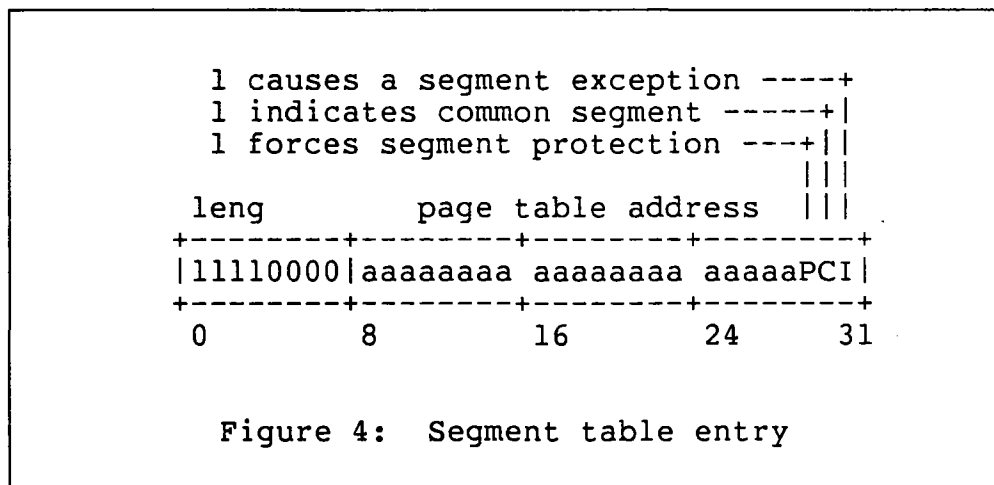 1 causes a segment exception ----+
1 indicates common segment -----+|
1 forces segment protection ---+||
|||
leng page table address |||
+--------+--------+--------+--------+
|11110000|aaaaaaaa aaaaaaaa aaaaaPCI|
+--------+--------+--------+--------+
0 8 16 24 31
Figure 4: Segment table entry